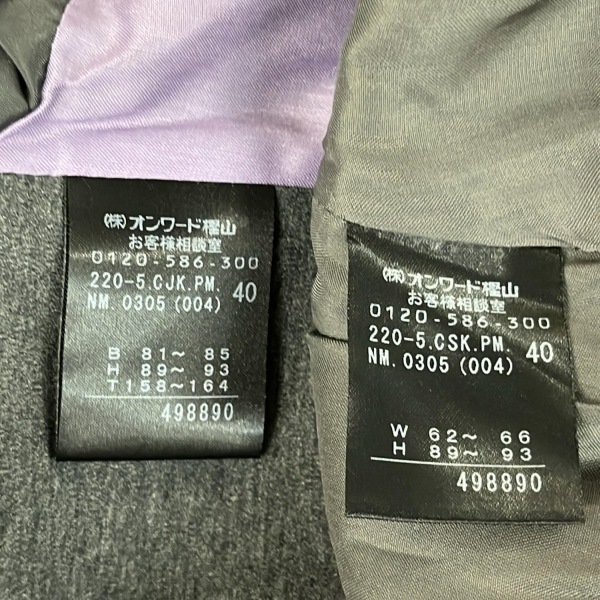 ㈱オンワード樫山
お客様相談室
0120-586-300
220-5.CJK.PM. 40
NM.0305(004)
B 81～ 85
H 89～ 93
T158～164
498890
㈱オンワード樫山
お客様相談室
0120-586-300
220-5.CSK.PM. 40
NM.0305(004)
W 62～ 66
H 89～ 93
498890